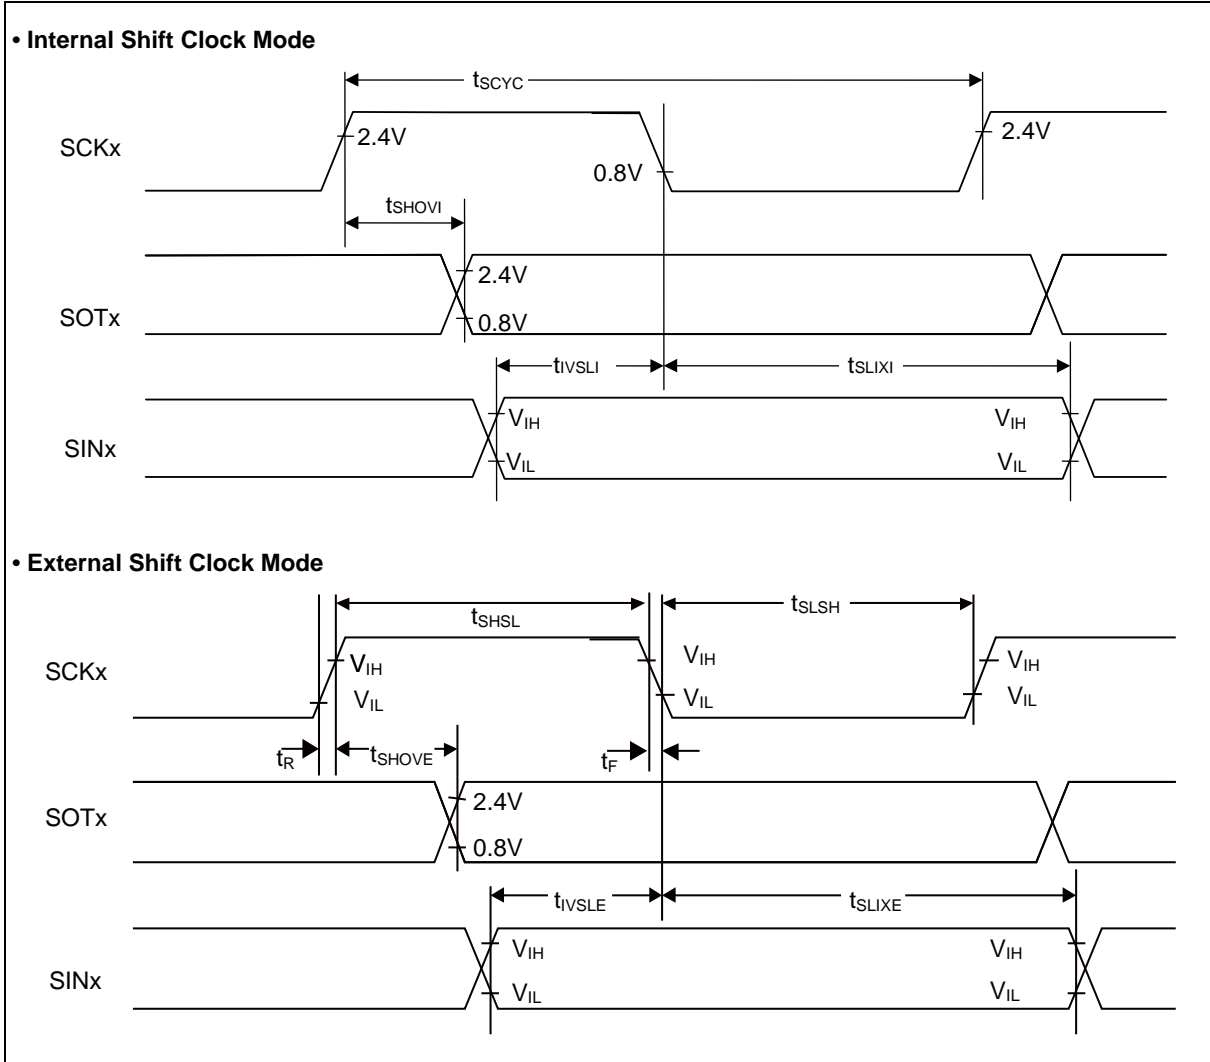 • Internal Shift Clock Mode
tSCYC
SCKx
2.4V
0.8V
2.4V
tSHOVI
SOTx
2.4V
0.8V
tIVSLI
tSLIXI
SINx
VIH
VIL
VIH
VIL
• External Shift Clock Mode
tSHSL
tSLSH
SCKx
VIH
VIL
VIH
VIL
VIH
VIL
tR
tSHOVE
tF
SOTx
2.4V
0.8V
tIVSLE
tSLIXE
SINx
VIH
VIL
VIH
VIL